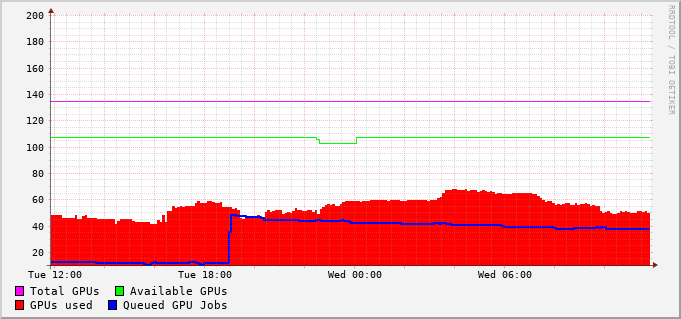 200
180
160
140
120
100
80
60
40
20
Tue 12:00 Tue 18:00 Wed 00:00 Wed 06:00
Total GPUs Available GPUs
GPUs used Queued GPU Jobs
RRDTOOL / TOBI OETIKER